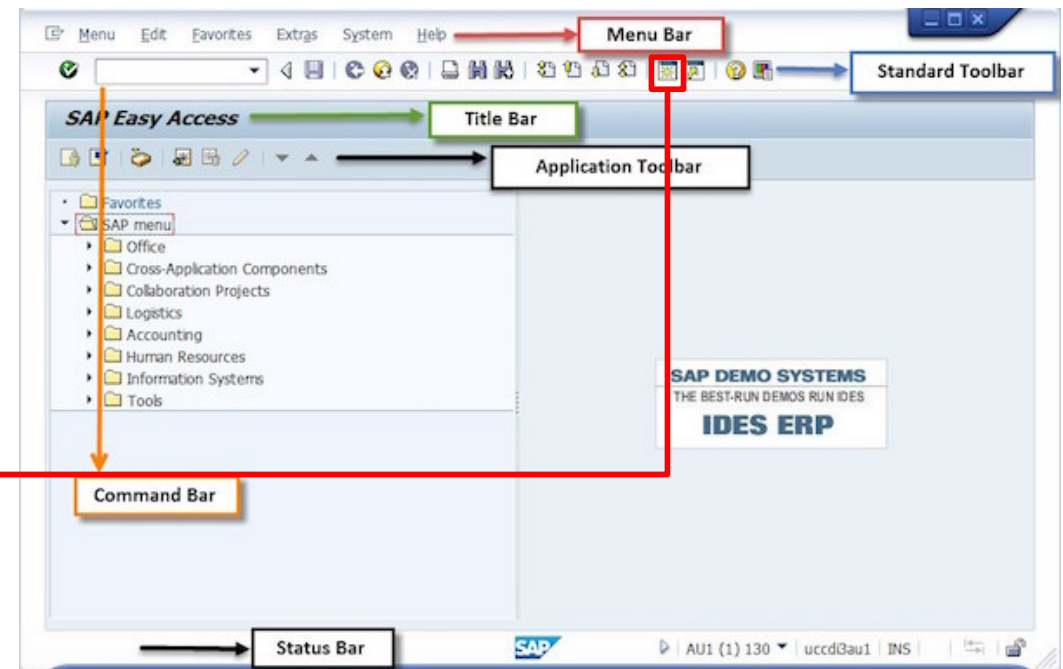 Menu Edit Favorites Extras System Help Menu Bar
Standard Toolbar
SAP Easy Access Title Bar
Application Toolbar
Favorites
SAP menu
Office
Cross-Application Components
Collaboration Projects
Logistics
Accounting
Human Resources
Information Systems
Tools
SAP DEMO SYSTEMS
THE BEST-RUN DEMOS RUN IDES
IDES ERP
Command Bar
Status Bar SAP AU1 (1) 130 uccdi3au1 INS